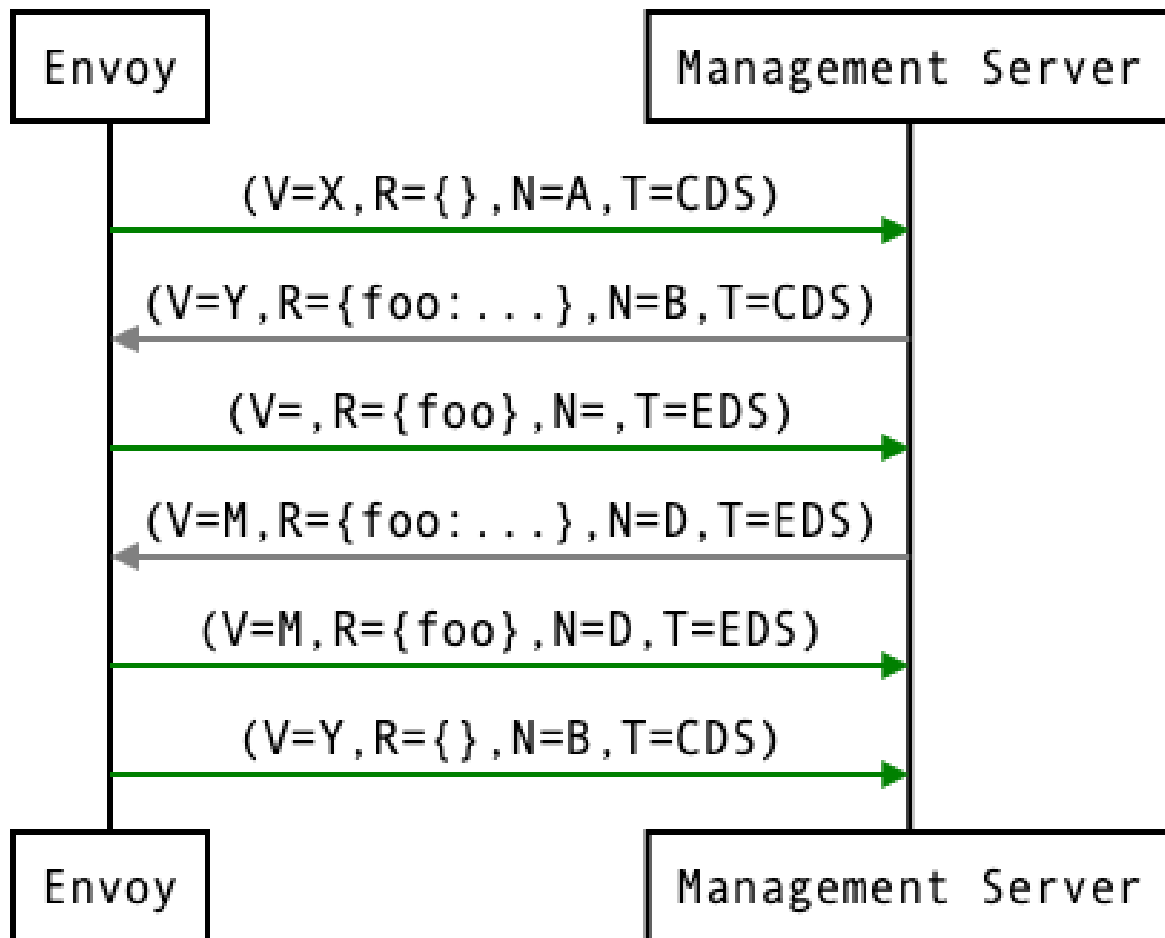 Envoy
Management Server
(V=X,R={},N=A,T=CDS)
(V=Y,R={foo:...},N=B,T=CDS)
(V=,R={foo},N=,T=EDS)
(V=M,R={foo:...},N=D,T=EDS)
(V=M,R={foo},N=D,T=EDS)
(V=Y,R={},N=B,T=CDS)
Envoy
Management Server